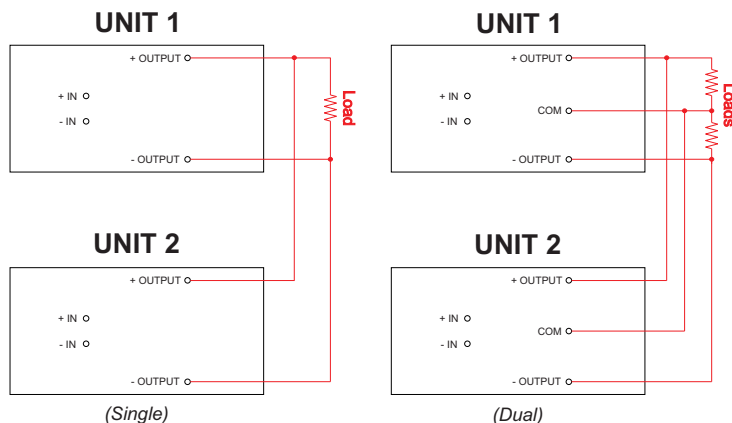 UNIT 1
+ OUTPUT
+ IN
- IN
- OUTPUT
Load
UNIT 2
+ OUTPUT
+ IN
- IN
- OUTPUT
(Single)
UNIT 1
+ OUTPUT
+ IN
COM
- IN
- OUTPUT
Loads
UNIT 2
+ OUTPUT
+ IN
COM
- IN
- OUTPUT
(Dual)